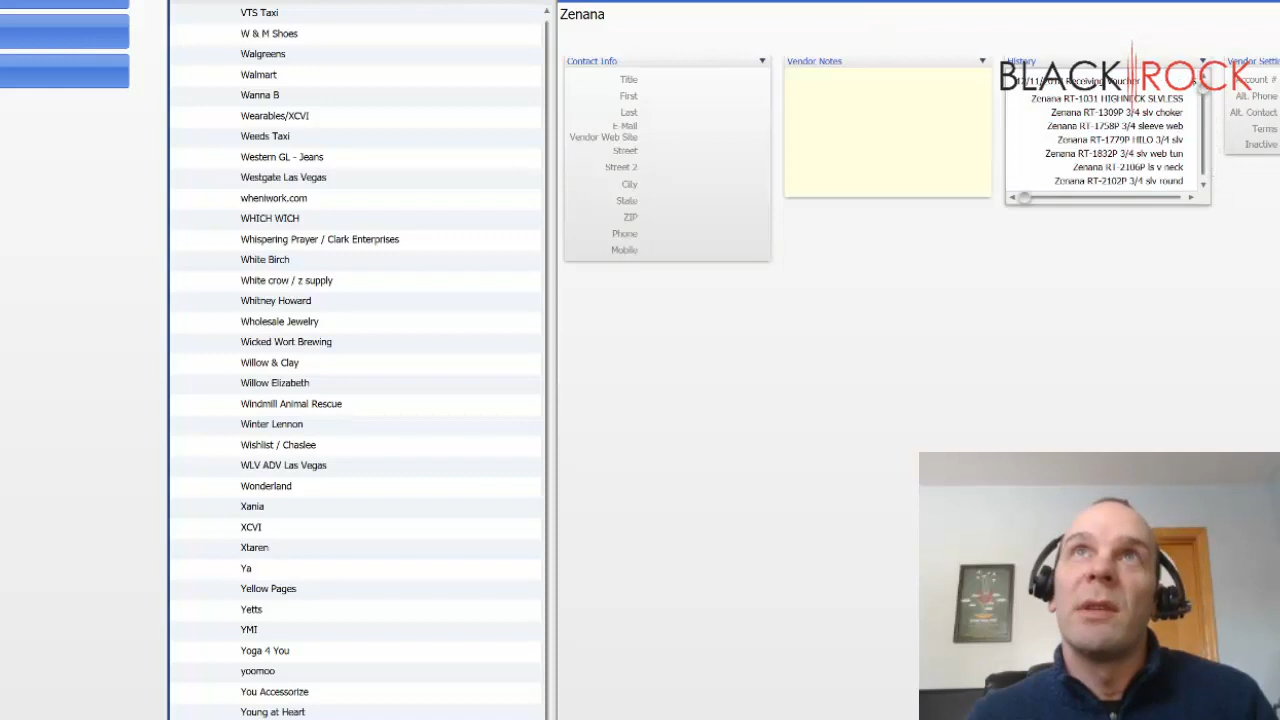 VTS Taxi
W & M Shoes
Walgreens
Walmart
Wanna B
Wearables/XCVI
Weeds Taxi
Western GL - Jeans
Westgate Las Vegas
wheniwork.com
WHICH WICH
Whispering Prayer / Clark Enterprises
White Birch
White crow / z supply
Whitney Howard
Wholesale Jewelry
Wicked Wort Brewing
Willow & Clay
Willow Elizabeth
Windmill Animal Rescue
Winter Lennon
Wishlist / Chaslee
WLV ADV Las Vegas
Wonderland
Xania
XCVI
Xtaren
Ya
Yellow Pages
Yetts
YMI
Yoga 4 You
yoomoo
You Accessorize
Young at Heart
Zenana
Contact Info
Title
First
Last
E-Mail
Vendor Web Site
Street
Street 2
City
State
ZIP
Phone
Mobile
Vendor Notes
History
BLACK ROCK
Receiving Voucher
Zenana RT-1031 HIGHNECK SLVLESS
Zenana RT-1309P 3/4 slv choker
Zenana RT-1758P 3/4 sleeve web
Zenana RT-1779P HILO 3/4 slv
Zenana RT-1832P 3/4 slv web tun
Zenana RT-2106P ls v neck
Zenana RT-2102P 3/4 slv round
Vendor Setti
Account #
Alt. Phone
Alt. Contact
Terms
Inactive